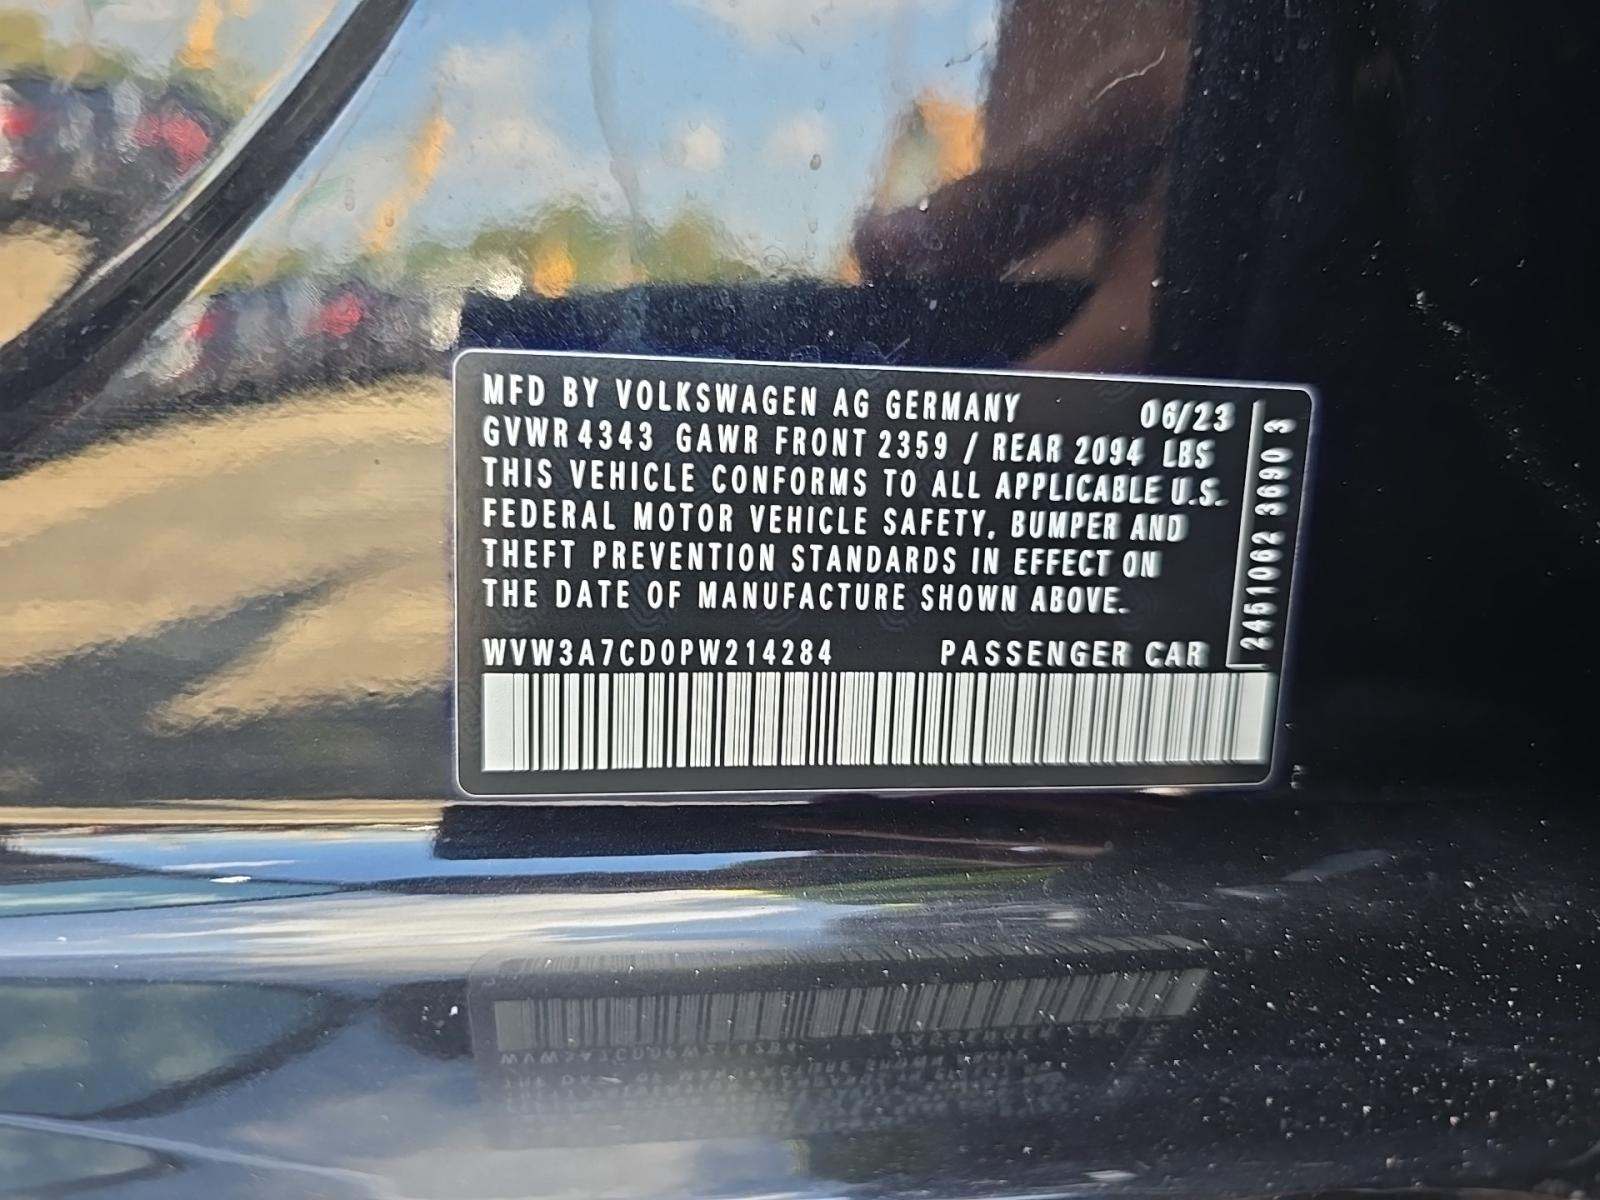 MFD BY VOLKSWAGEN AG GERMANY 06/23
GVWR 4343 GAWR FRONT 2359 / REAR 2094 LBS
THIS VEHICLE CONFORMS TO ALL APPLICABLE U.S.
FEDERAL MOTOR VEHICLE SAFETY, BUMPER AND
THEFT PREVENTION STANDARDS IN EFFECT ON
THE DATE OF MANUFACTURE SHOWN ABOVE.
WVW3A7CD0PW214284 PASSENGER CAR
2451062 3690 3